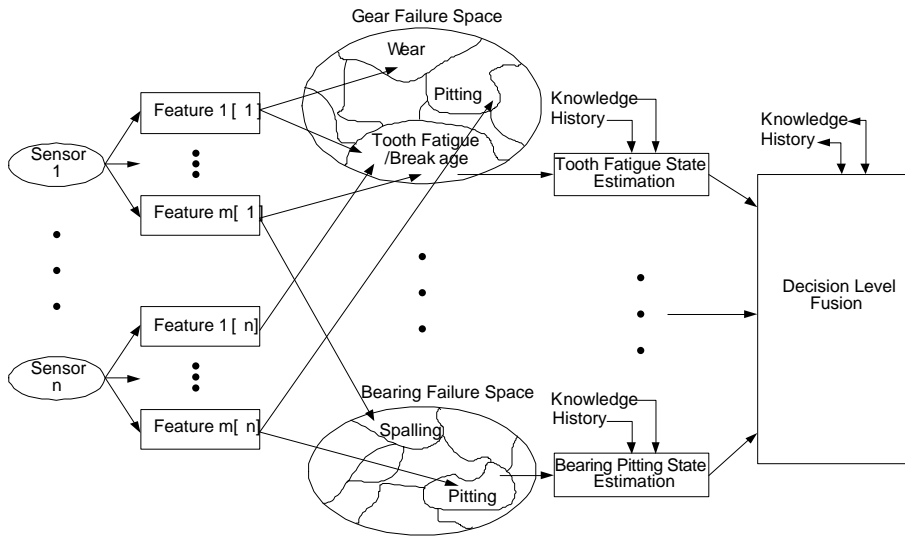 Gear Failure Space
Wear
Pitting
Tooth Fatigue
/Breakage
Sensor
1
Feature 1[ 1]
Feature m[ 1]
Knowledge
History
Tooth Fatigue State
Estimation
Knowledge
History
Decision Level
Fusion
Sensor
n
Feature 1[ n]
Feature m[ n]
Bearing Failure Space
Spalling
Pitting
Knowledge
History
Bearing Pitting State
Estimation